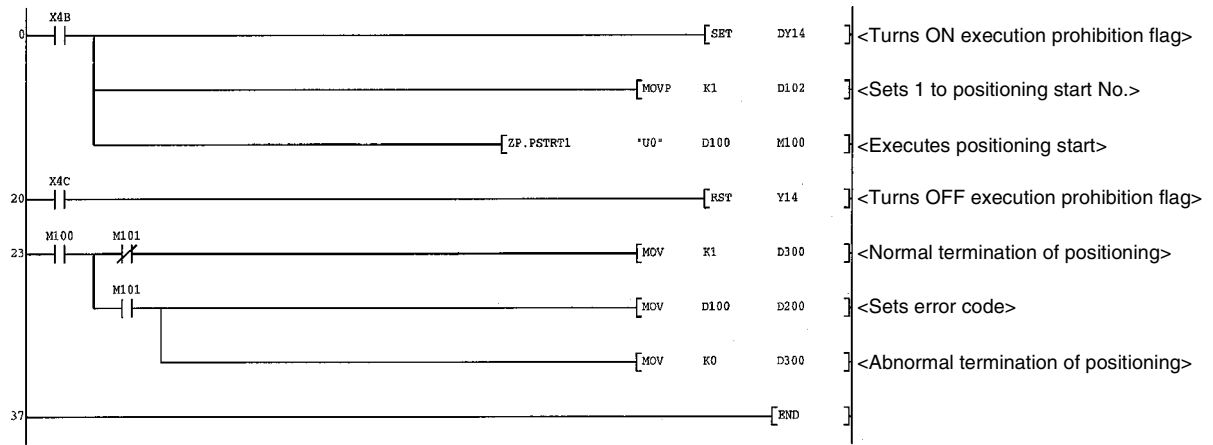 X4B
0 SET DY14 <Turns ON execution prohibition flag>
MOVP K1 D102 <Sets 1 to positioning start No.>
ZP.PSTRT1 "U0" D100 M100 <Executes positioning start>
X4C
20 RST Y14 <Turns OFF execution prohibition flag>
M100 M101
23 MOV K1 D300 <Normal termination of positioning>
M101
MOV D100 D200 <Sets error code>
MOV K0 D300 <Abnormal termination of positioning>
37 END